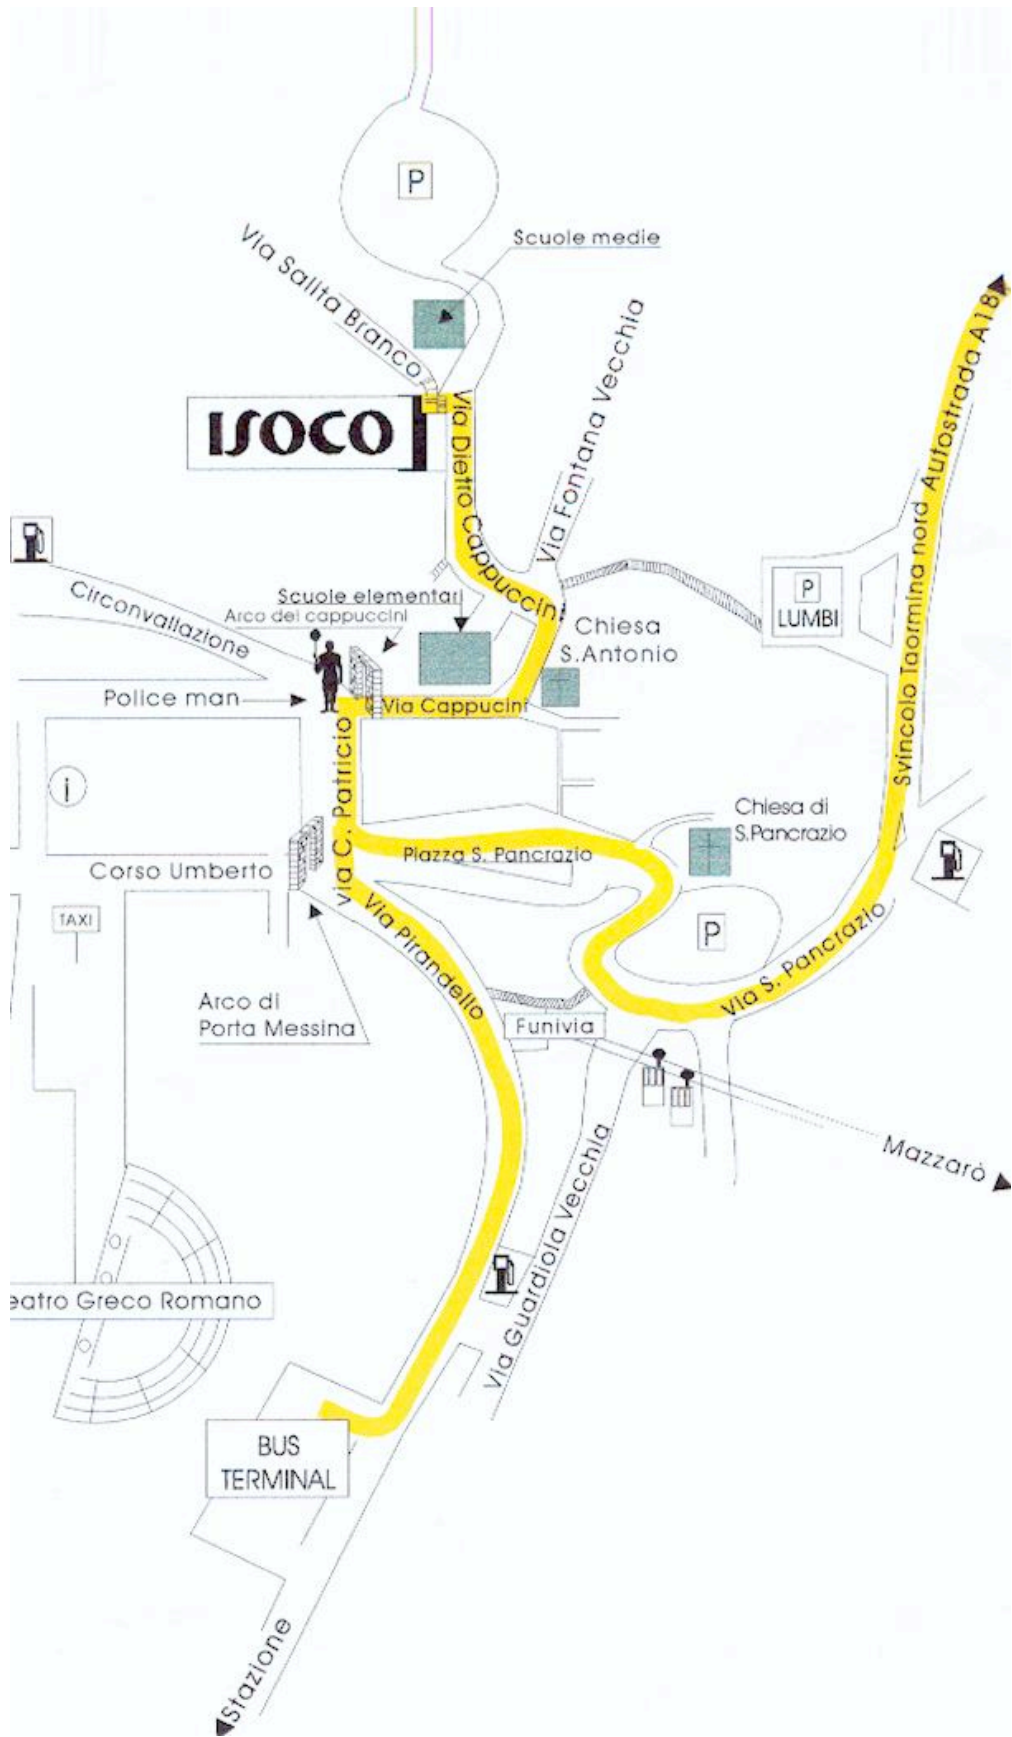 P
Scuole medie
Via Salita Branco
ISOCO
Via Dietro Cappuccin
Via Fontana Vecchia
Autostrada A18
Svincolo Taormina nord
P
LUMBI
Circonvallazione
Scuole elementari
Arco dei cappuccini
Chiesa
S.Antonio
Police man
Via Cappucini
Via C. Patricio
i
Chiesa di
S.Pancrazio
Piazza S. Pancrazio
Corso Umberto
TAXI
Via Pirandello
P
Via S. Pancrazio
Arco di
Porta Messina
Funivia
Mazzarò
Via Guardiola Vecchia
eatro Greco Romano
BUS
TERMINAL
Stazione